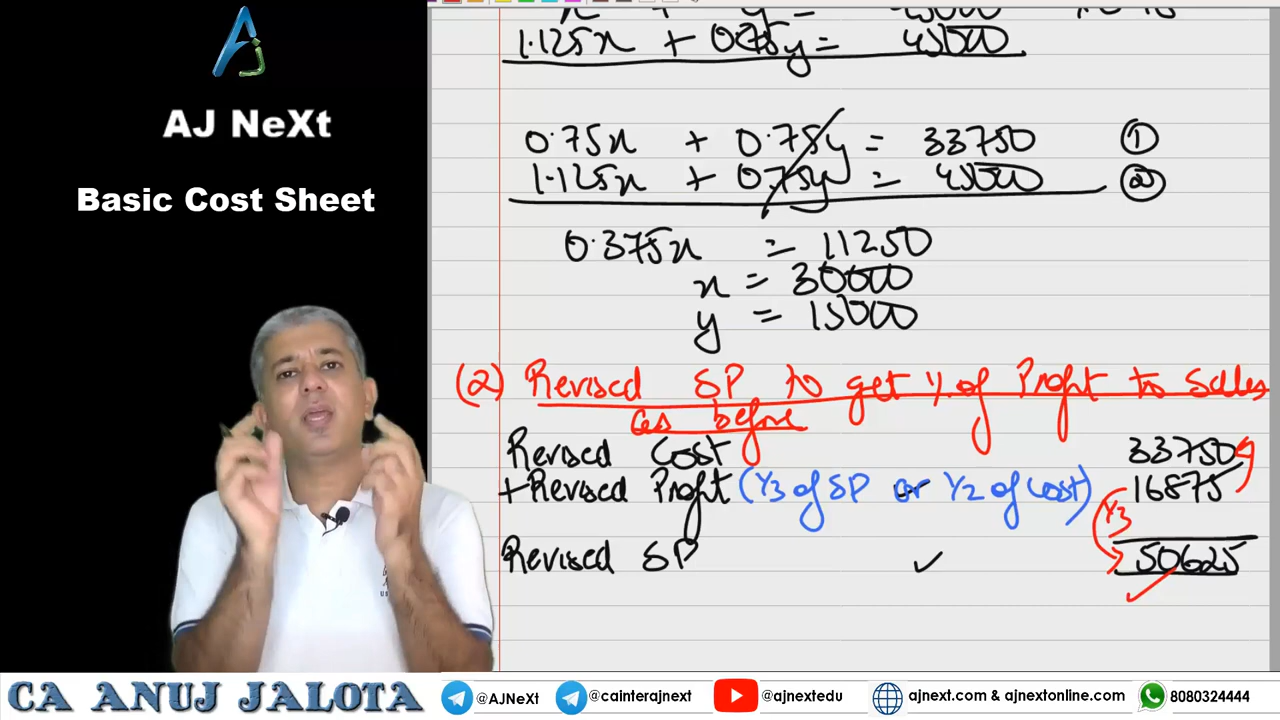 AJ NeXt
Basic Cost Sheet
x + y = 45000
1.125x + 0.75y = 45000
0.75x + 0.75y = 33750 ①
1.125x + 0.75y = 45000 ②
0.375x = 11250
x = 30000
y = 15000
(2) Revised SP to get % of Profit to Sales
as before
Revised Cost 33750
+Revised Profit (1/3 of SP or 1/2 of Cost) 16875
1/3
Revised SP ✓ 50625
CA ANUJ JALOTA
@AJNeXt
@cainterajnext
@ajnextedu
ajnext.com & ajnextonline.com
8080324444